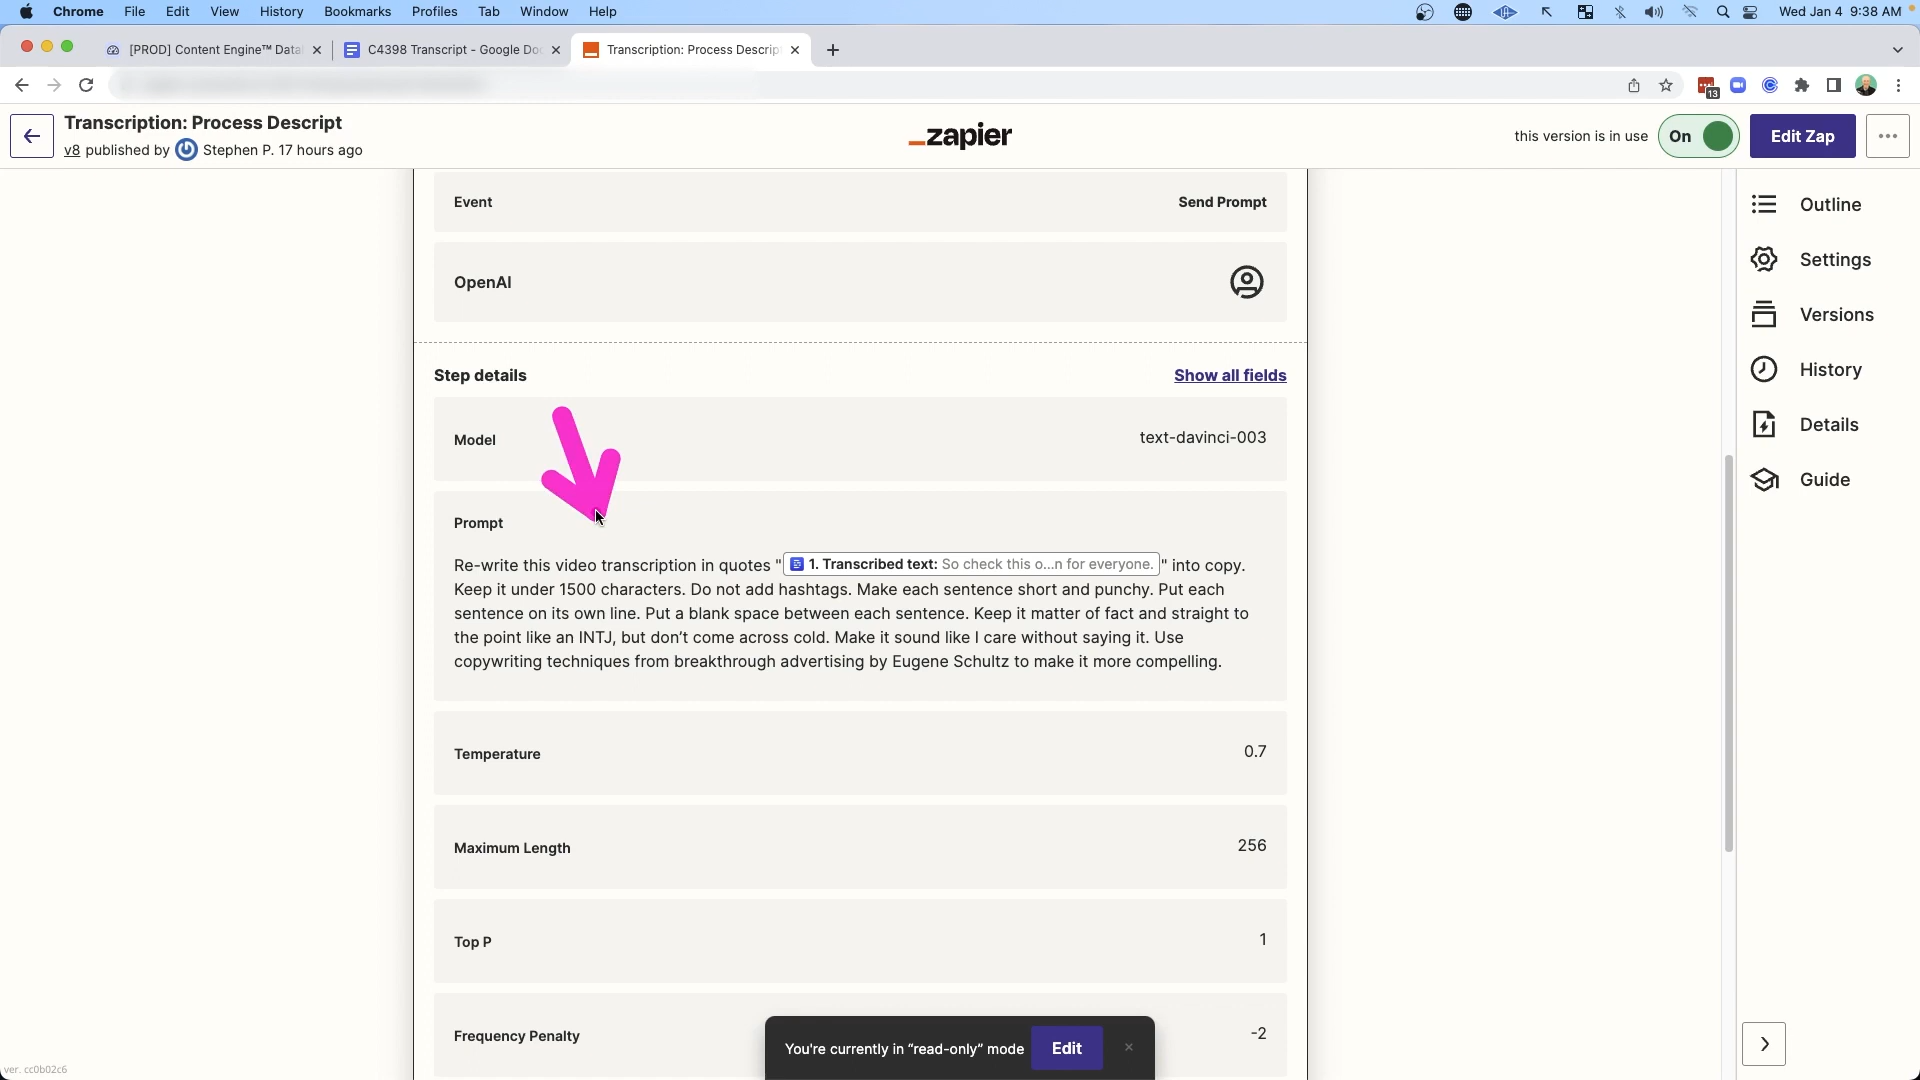 Chrome File Edit View History Bookmarks Profiles Tab Window Help Wed Jan 4 9:38 AM
[PROD] Content Engine™ Data
C4398 Transcript - Google Doc
Transcription: Process Descrip
13
Transcription: Process Descript
v8 published by Stephen P. 17 hours ago
_zapier
this version is in use
On
Edit Zap
Event
Send Prompt
OpenAI
Step details
Show all fields
Model
text-davinci-003
Prompt
Re-write this video transcription in quotes " 1. Transcribed text: So check this o...n for everyone. " into copy.
Keep it under 1500 characters. Do not add hashtags. Make each sentence short and punchy. Put each
sentence on its own line. Put a blank space between each sentence. Keep it matter of fact and straight to
the point like an INTJ, but don’t come across cold. Make it sound like I care without saying it. Use
copywriting techniques from breakthrough advertising by Eugene Schultz to make it more compelling.
Temperature
0.7
Maximum Length
256
Top P
1
Frequency Penalty
-2
You're currently in “read-only” mode
Edit
Outline
Settings
Versions
History
Details
Guide
ver. cc0b02c6